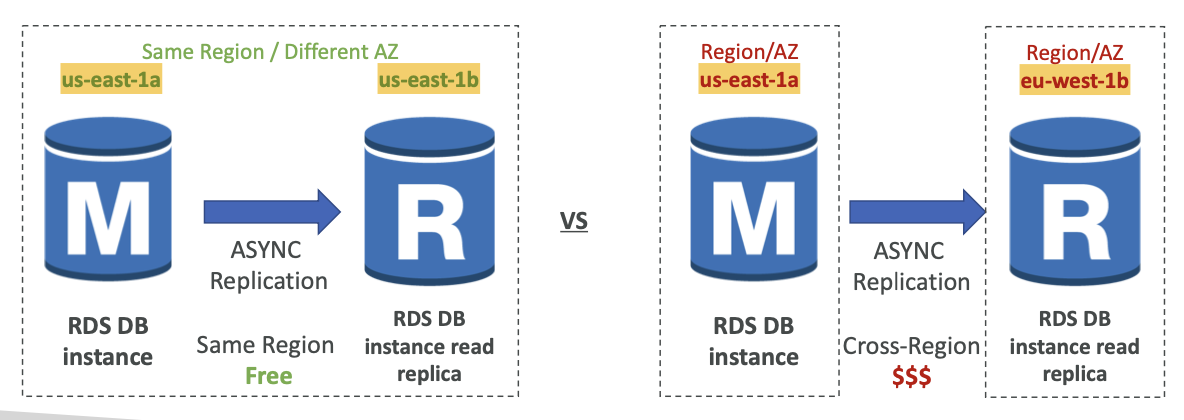 Same Region / Different AZ
us-east-1a
us-east-1b
M
R
ASYNC
Replication
RDS DB
instance
Same Region
Free
RDS DB
instance read
replica
VS
Region/AZ
us-east-1a
Region/AZ
eu-west-1b
M
R
ASYNC
Replication
RDS DB
instance
Cross-Region
$$$
RDS DB
instance read
replica